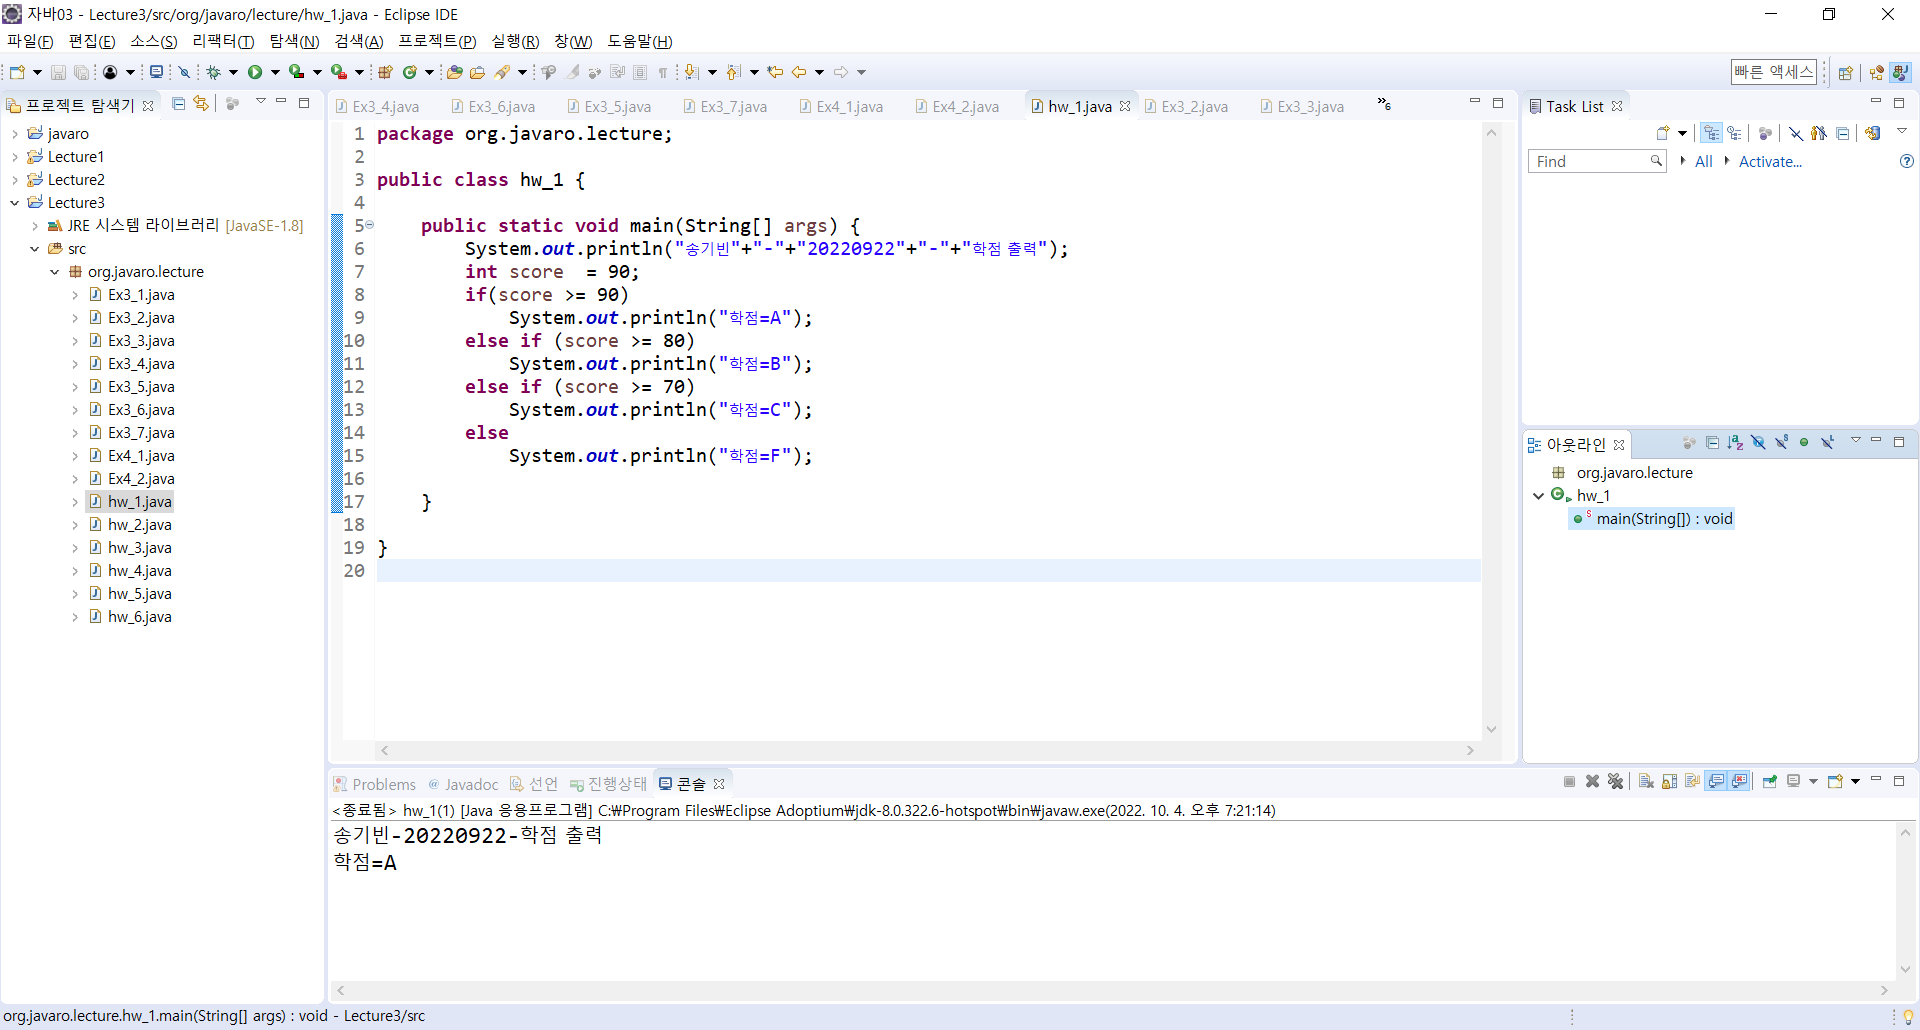 자바03 - Lecture3/src/org/javaro/lecture/hw_1.java - Eclipse IDE
파일(F) 편집(E) 소스(S) 리팩터(T) 탐색(N) 검색(A) 프로젝트(P) 실행(R) 창(W) 도움말(H)
빠른 액세스
프로젝트 탐색기
javaro
Lecture1
Lecture2
Lecture3
JRE 시스템 라이브러리 [JavaSE-1.8]
src
org.javaro.lecture
Ex3_1.java
Ex3_2.java
Ex3_3.java
Ex3_4.java
Ex3_5.java
Ex3_6.java
Ex3_7.java
Ex4_1.java
Ex4_2.java
hw_1.java
hw_2.java
hw_3.java
hw_4.java
hw_5.java
hw_6.java
Ex3_4.java Ex3_6.java Ex3_5.java Ex3_7.java Ex4_1.java Ex4_2.java hw_1.java Ex3_2.java Ex3_3.java »6
1 package org.javaro.lecture;
2
3 public class hw_1 {
4
5 public static void main(String[] args) {
6 System.out.println("송기빈"+"-"+"20220922"+"-"+"학점 출력");
7 int score  = 90;
8 if(score >= 90)
9 System.out.println("학점=A");
10 else if (score >= 80)
11 System.out.println("학점=B");
12 else if (score >= 70)
13 System.out.println("학점=C");
14 else
15 System.out.println("학점=F");
16
17 }
18
19 }
20
Task List
Find All Activate...
아웃라인
org.javaro.lecture
hw_1
main(String[]) : void
Problems @ Javadoc 선언 진행상태 콘솔
<종료됨> hw_1(1) [Java 응용프로그램] C:₩Program Files₩Eclipse Adoptium₩jdk-8.0.322.6-hotspot₩bin₩javaw.exe(2022. 10. 4. 오후 7:21:14)
송기빈-20220922-학점 출력
학점=A
org.javaro.lecture.hw_1.main(String[] args) : void - Lecture3/src